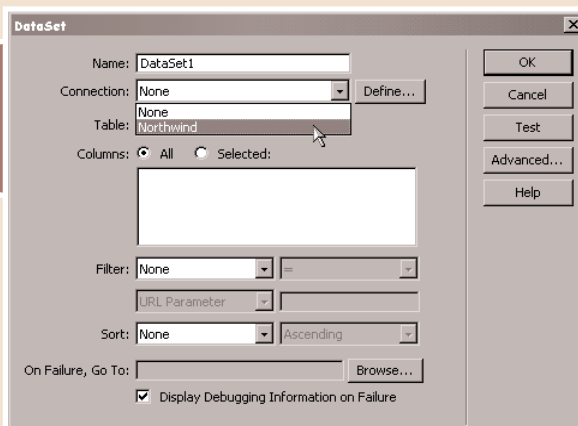 DataSet
Name: DataSet1
OK
Connection: None
Define...
Cancel
None
Table: Northwind
Test
Columns: All Selected:
Advanced...
Help
Filter: None =
URL Parameter
Sort: None Ascending
On Failure, Go To: Browse...
Display Debugging Information on Failure